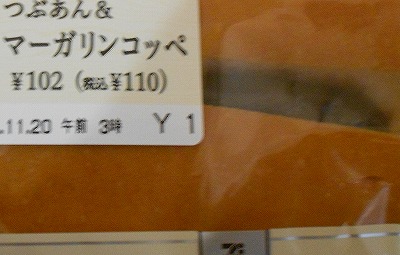 つぶあん&
マーガリンコッペ
¥102 (税込¥110)
.11.20 午前 3時 Y 1